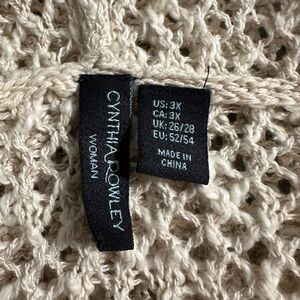 CYNTHIA ROWLEY
WOMAN
US: 3X
CA: 3X
UK: 26/28
EU: 52/54
MADE IN
CHINA